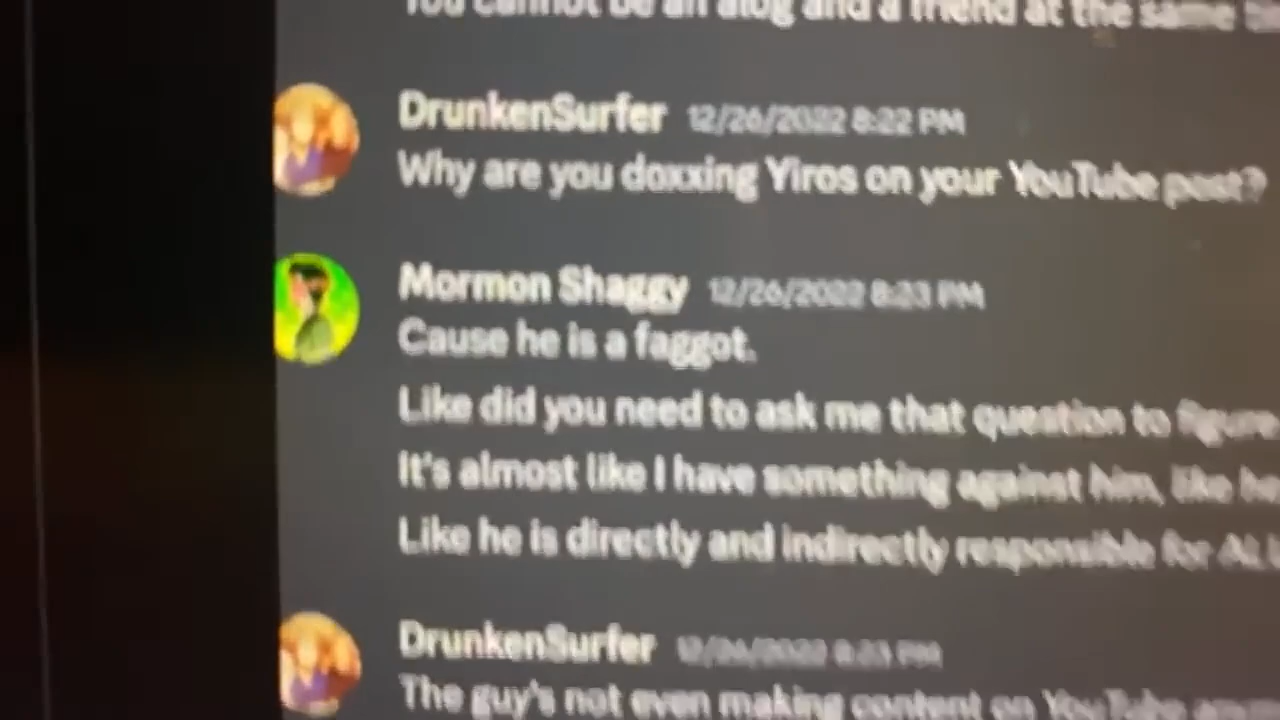 You cannot be an alog and a friend at the same
DrunkenSurfer 12/26/2022 8:22 PM
Why are you doxxing Yiros on your YouTube post?
Mormon Shaggy 12/26/2022 8:23 PM
Cause he is a faggot.
Like did you need to ask me that question to figure
It's almost like I have something against him, like he
Like he is directly and indirectly responsible for
DrunkenSurfer 12/26/2022 8:23 PM
The guy's not even making content on YouTube